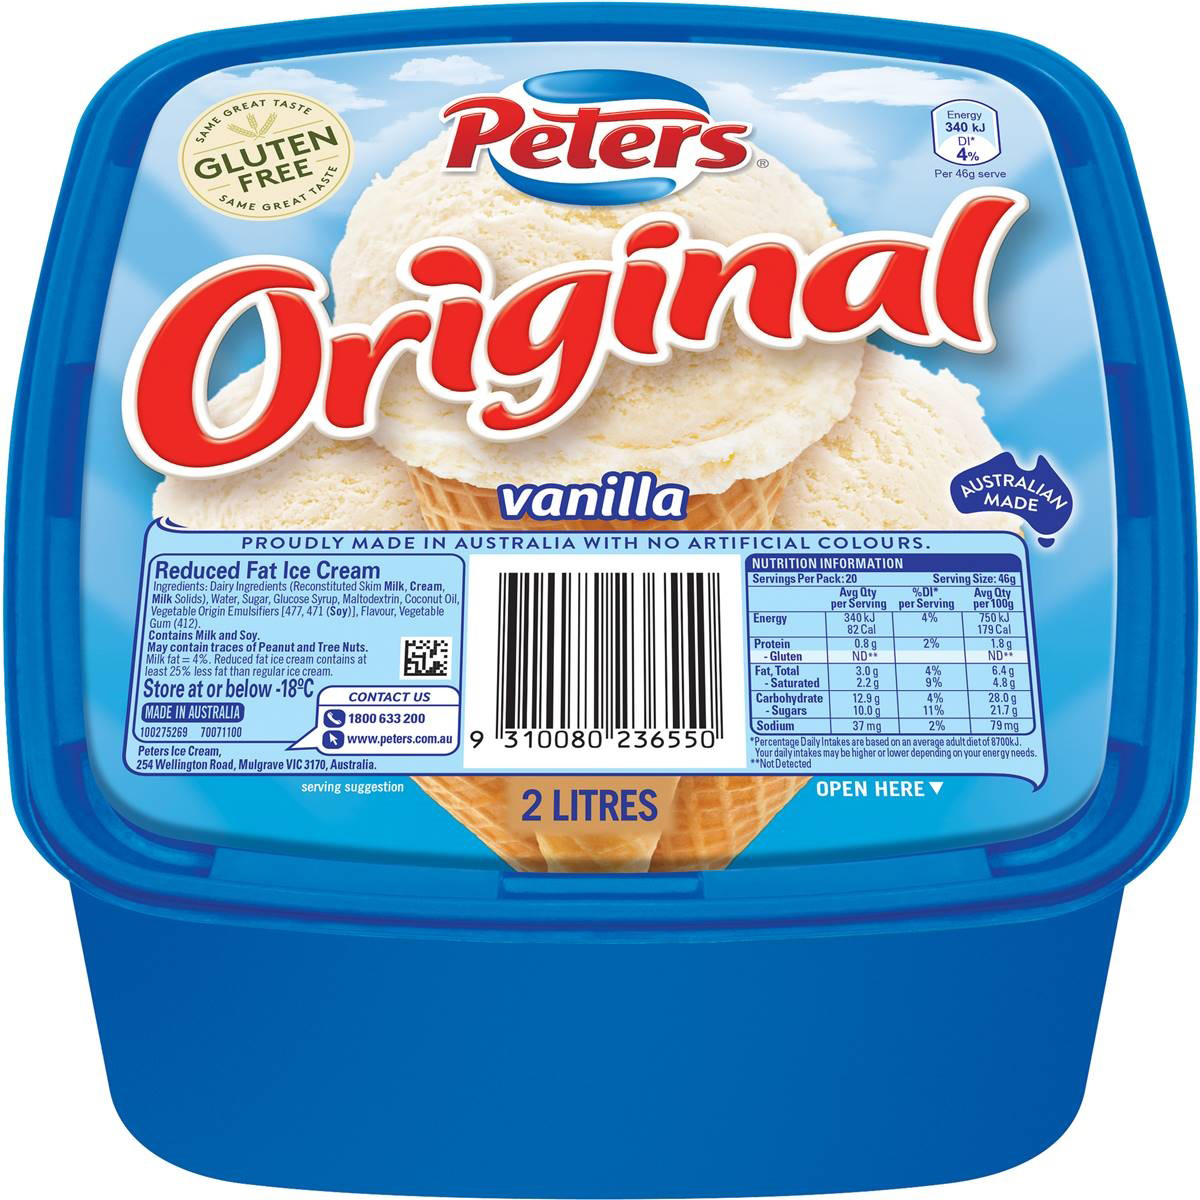 SAME GREAT TASTE
GLUTEN
FREE
SAME GREAT TASTE
Peters®
Energy
340 kJ
DI*
4%
Per 46g serve
Original
vanilla
AUSTRALIAN
MADE
PROUDLY MADE IN AUSTRALIA WITH NO ARTIFICIAL COLOURS.
Reduced Fat Ice Cream
Ingredients: Dairy Ingredients (Reconstituted Skim Milk, Cream,
Milk Solids), Water, Sugar, Glucose Syrup, Maltodextrin, Coconut Oil,
Vegetable Origin Emulsifiers [477, 471 (Soy)], Flavour, Vegetable
Gum (412).
Contains Milk and Soy.
May contain traces of Peanut and Tree Nuts.
Milk fat = 4%. Reduced fat ice cream contains at
least 25% less fat than regular ice cream.
Store at or below -18ºC
MADE IN AUSTRALIA
100275269 70071100
CONTACT US
1800 633 200
www.peters.com.au
Peters Ice Cream,
254 Wellington Road, Mulgrave VIC 3170, Australia.
9 310080 236550
NUTRITION INFORMATION
Servings Per Pack: 20 Serving Size: 46g
Avg Qty %DI* Avg Qty
per Serving per Serving per 100g
Energy 340 kJ 4% 750 kJ
82 Cal 179 Cal
Protein 0.8 g 2% 1.8 g
- Gluten ND** ND**
Fat, Total 3.0 g 4% 6.4 g
- Saturated 2.2 g 9% 4.8 g
Carbohydrate 12.9 g 4% 28.0 g
- Sugars 10.0 g 11% 21.7 g
Sodium 37 mg 2% 79 mg
*Percentage Daily Intakes are based on an average adult diet of 8700kJ.
Your daily intakes may be higher or lower depending on your energy needs.
**Not Detected
serving suggestion
2 LITRES
OPEN HERE ▼